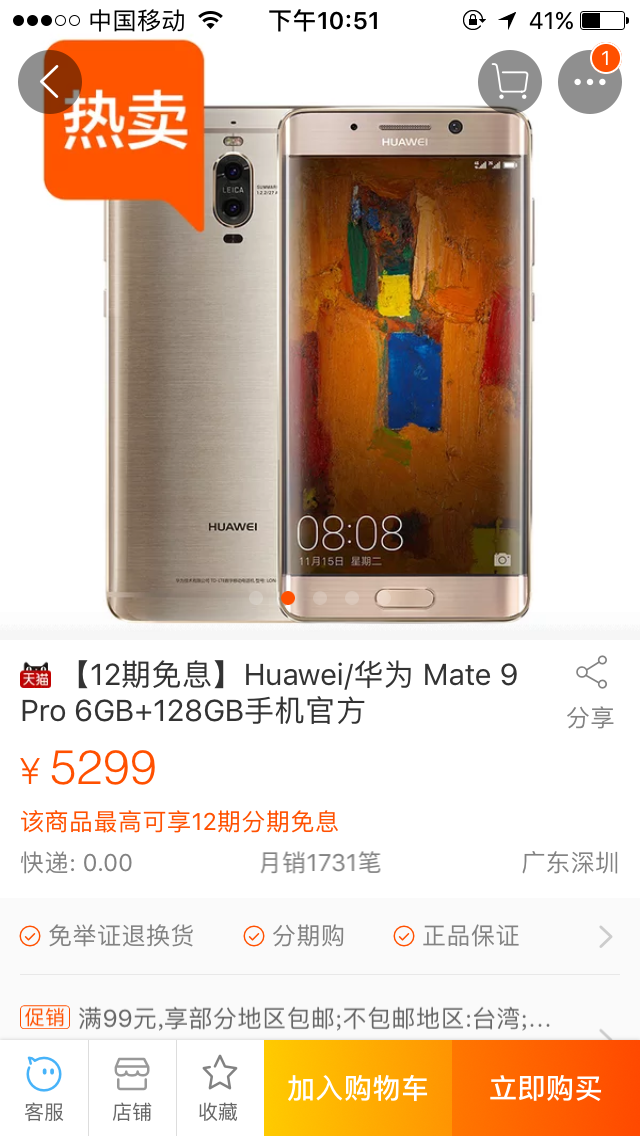 中国移动 下午10:51 41%
热卖
1
HUAWEI
LEICA
08:08
11月15日 星期二
HUAWEI
天猫 【12期免息】Huawei/华为 Mate 9
Pro 6GB+128GB手机官方
分享
¥ 5299
该商品最高可享12期分期免息
快递: 0.00 月销1731笔 广东深圳
免举证退换货 分期购 正品保证
促销 满99元,享部分地区包邮;不包邮地区:台湾;...
客服 店铺 收藏 加入购物车 立即购买